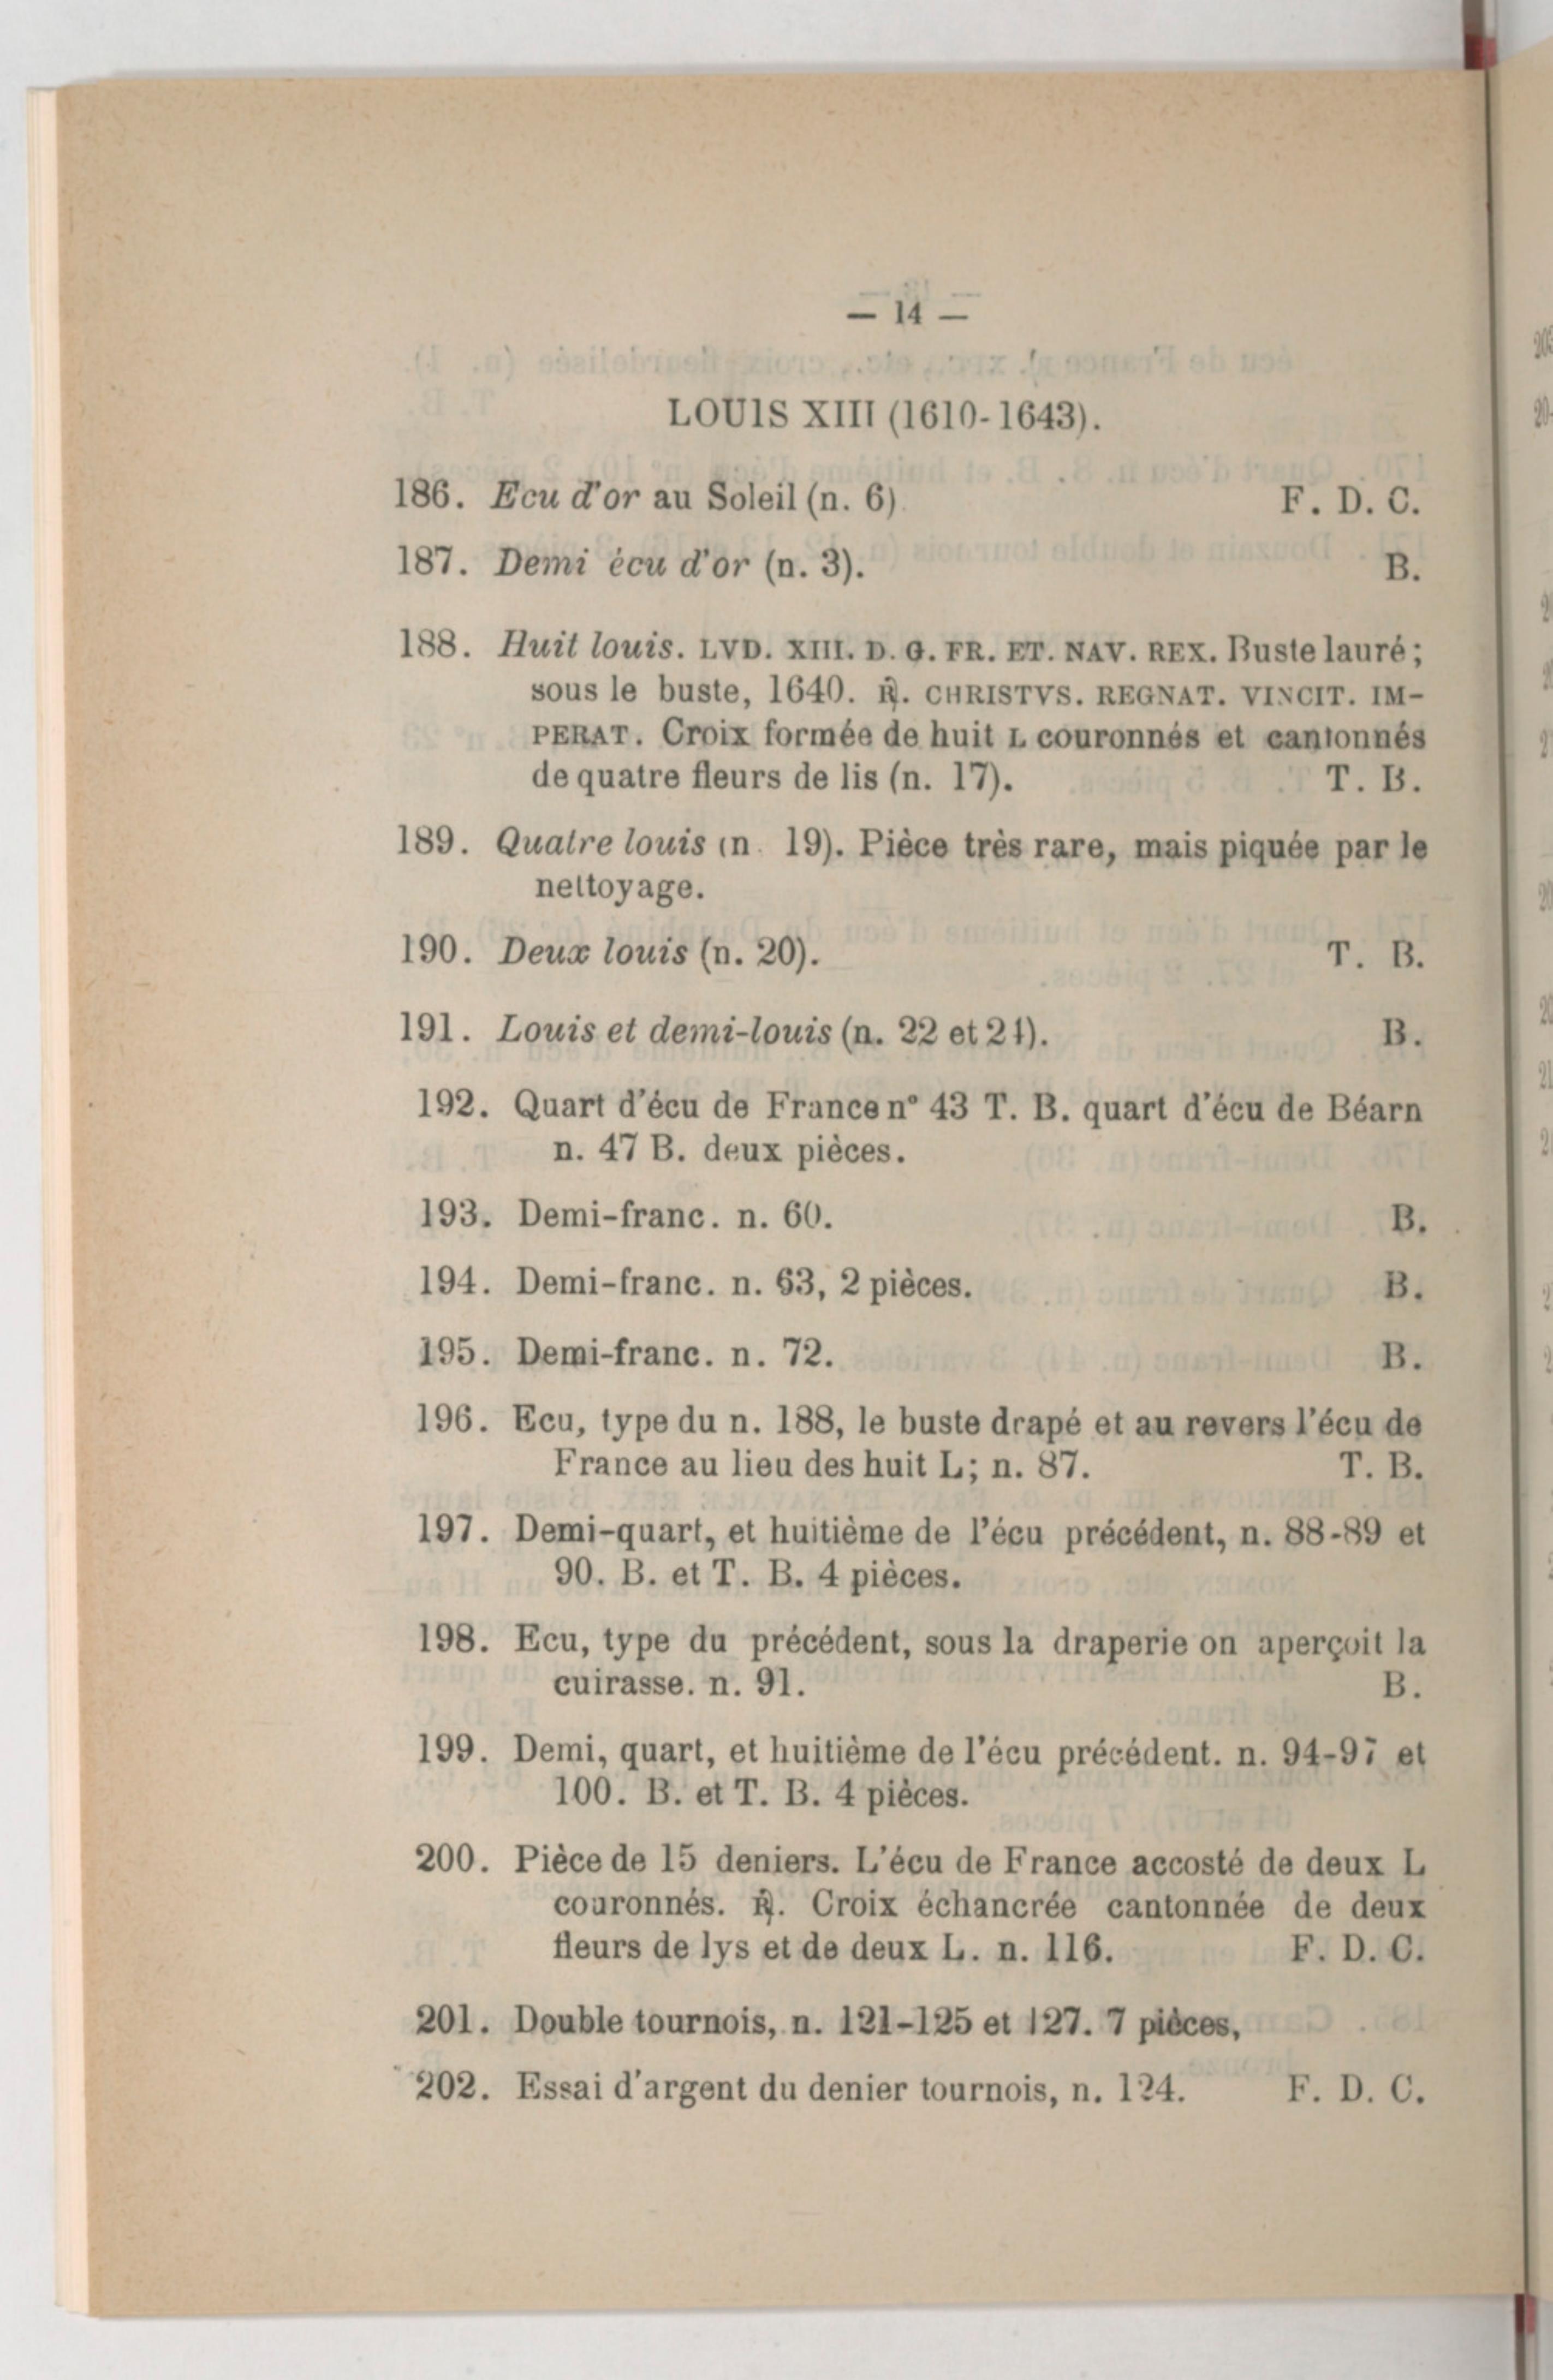 — 14 —
LOUIS XIII (1610-1643).
186. Ecu d'or au Soleil (n. 6) F. D. C.
187. Demi écu d'or (n. 3). B.
188. Huit louis. LVD. XIII. D. G. FR. ET. NAV. REX. Buste lauré;
sous le buste, 1640. ℟. CHRISTVS. REGNAT. VINCIT. IM-
PERAT. Croix formée de huit L couronnés et cantonnés
de quatre fleurs de lis (n. 17). T. B.
189. Quatre louis (n. 19). Pièce très rare, mais piquée par le
nettoyage.
190. Deux louis (n. 20). T. B.
191. Louis et demi-louis (n. 22 et 21). B.
192. Quart d'écu de France n° 43 T. B. quart d'écu de Béarn
n. 47 B. deux pièces.
193. Demi-franc. n. 60. B.
194. Demi-franc. n. 63, 2 pièces. B.
195. Demi-franc. n. 72. B.
196. Ecu, type du n. 188, le buste drapé et au revers l'écu de
France au lieu des huit L; n. 87. T. B.
197. Demi-quart, et huitième de l'écu précédent, n. 88-89 et
90. B. et T. B. 4 pièces.
198. Ecu, type du précédent, sous la draperie on aperçoit la
cuirasse. n. 91. B.
199. Demi, quart, et huitième de l'écu précédent. n. 94-97 et
100. B. et T. B. 4 pièces.
200. Pièce de 15 deniers. L'écu de France accosté de deux L
couronnés. ℟. Croix échancrée cantonnée de deux
fleurs de lys et de deux L. n. 116. F. D. C.
201. Double tournois, n. 121-125 et 127. 7 pièces,
202. Essai d'argent du denier tournois, n. 124. F. D. C.